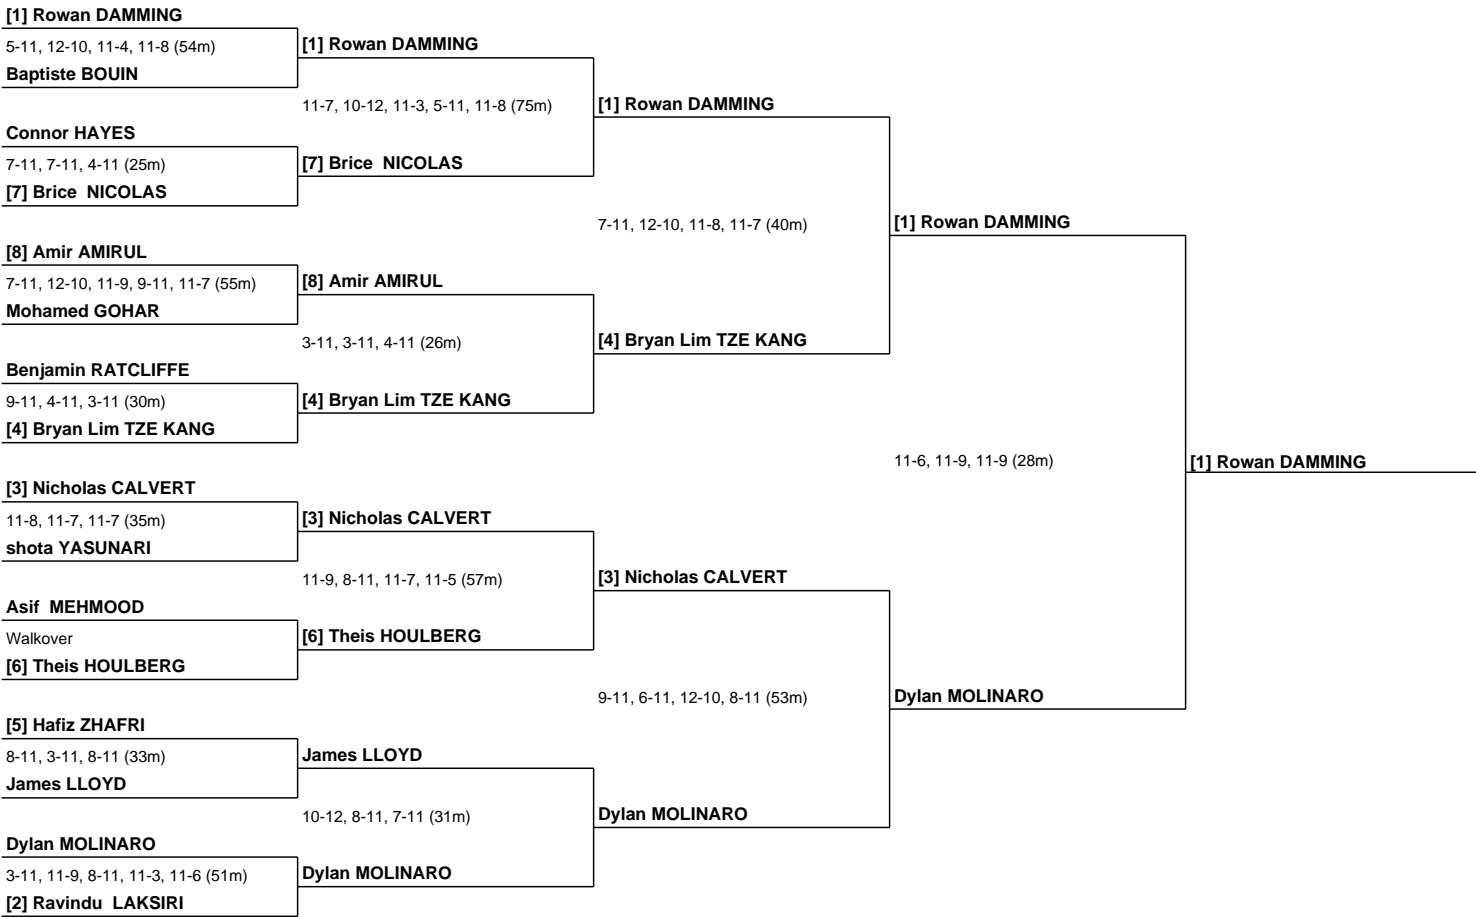 [1] Rowan DAMMING
5-11, 12-10, 11-4, 11-8 (54m)
Baptiste BOUIN
Connor HAYES
7-11, 7-11, 4-11 (25m)
[7] Brice  NICOLAS
[8] Amir AMIRUL
7-11, 12-10, 11-9, 9-11, 11-7 (55m)
Mohamed GOHAR
Benjamin RATCLIFFE
9-11, 4-11, 3-11 (30m)
[4] Bryan Lim TZE KANG
[3] Nicholas CALVERT
11-8, 11-7, 11-7 (35m)
shota YASUNARI
Asif  MEHMOOD
Walkover
[6] Theis HOULBERG
[5] Hafiz ZHAFRI
8-11, 3-11, 8-11 (33m)
James LLOYD
Dylan MOLINARO
3-11, 11-9, 8-11, 11-3, 11-6 (51m)
[2] Ravindu  LAKSIRI
[1] Rowan DAMMING
11-7, 10-12, 11-3, 5-11, 11-8 (75m)
[7] Brice  NICOLAS
[8] Amir AMIRUL
3-11, 3-11, 4-11 (26m)
[4] Bryan Lim TZE KANG
[3] Nicholas CALVERT
11-9, 8-11, 11-7, 11-5 (57m)
[6] Theis HOULBERG
James LLOYD
10-12, 8-11, 7-11 (31m)
Dylan MOLINARO
[1] Rowan DAMMING
7-11, 12-10, 11-8, 11-7 (40m)
[4] Bryan Lim TZE KANG
[3] Nicholas CALVERT
9-11, 6-11, 12-10, 8-11 (53m)
Dylan MOLINARO
[1] Rowan DAMMING
11-6, 11-9, 11-9 (28m)
Dylan MOLINARO
[1] Rowan DAMMING